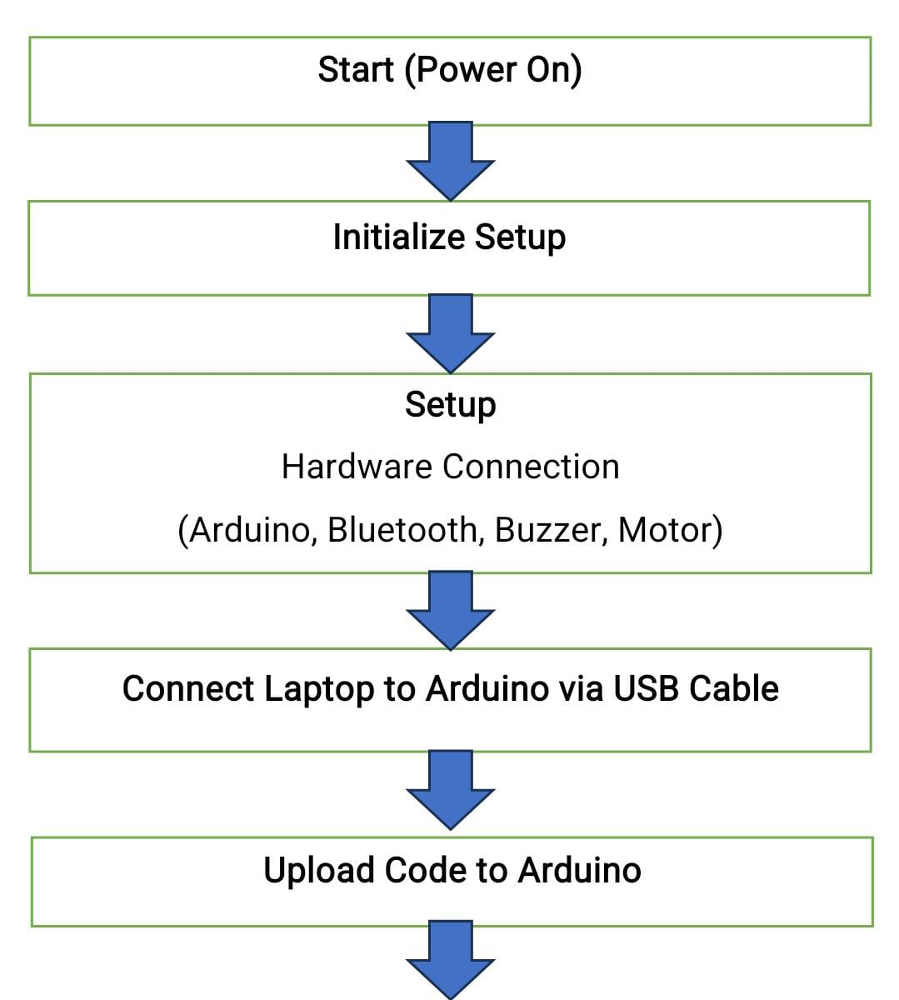 Start (Power On)
Initialize Setup
Setup
Hardware Connection
(Arduino, Bluetooth, Buzzer, Motor)
Connect Laptop to Arduino via USB Cable
Upload Code to Arduino